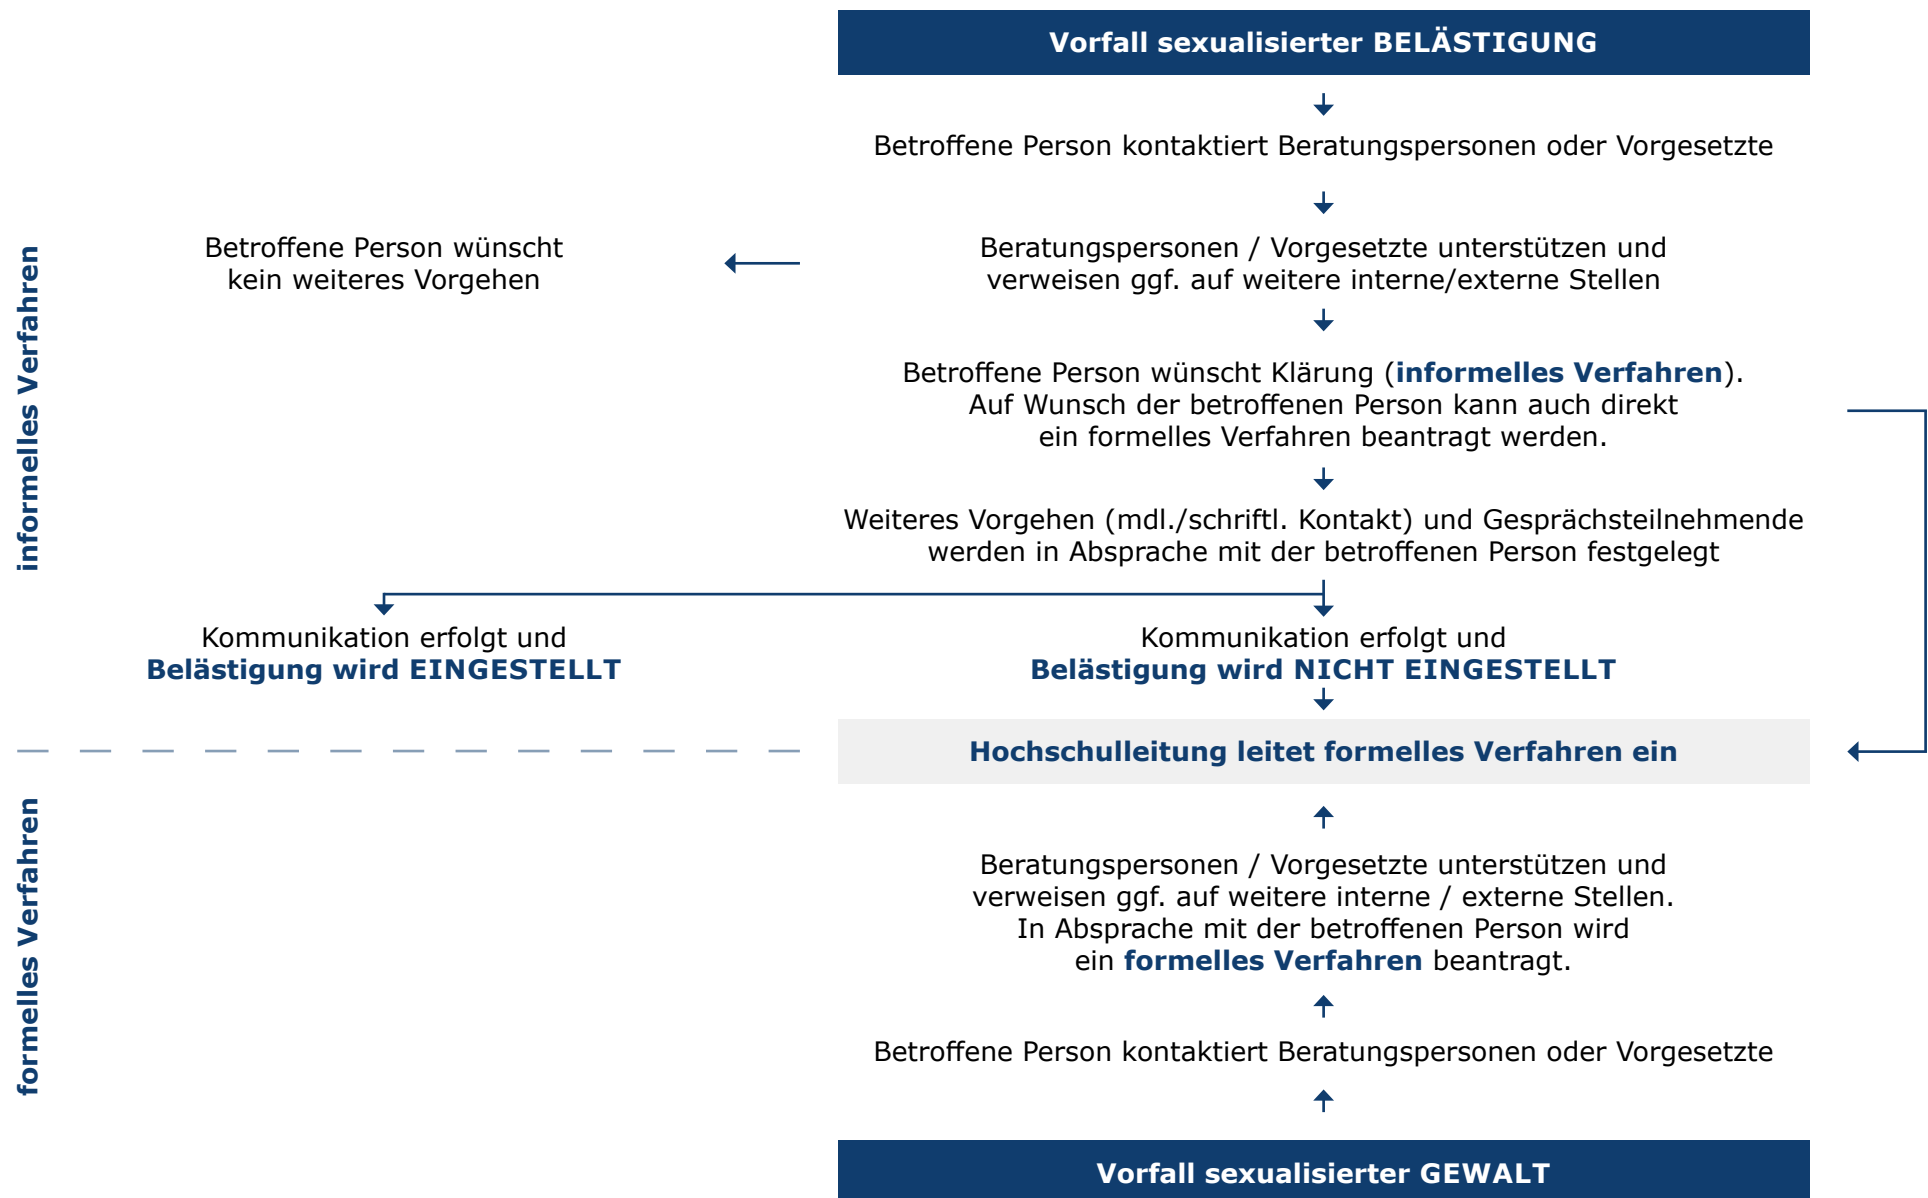 Vorfall sexualisierter BELÄSTIGUNG
Betroffene Person kontaktiert Beratungspersonen oder Vorgesetzte
Betroffene Person wünscht
kein weiteres Vorgehen
Beratungspersonen / Vorgesetzte unterstützen und
verweisen ggf. auf weitere interne/externe Stellen
informelles Verfahren
Betroffene Person wünscht Klärung (informelles Verfahren).
Auf Wunsch der betroffenen Person kann auch direkt
ein formelles Verfahren beantragt werden.
Weiteres Vorgehen (mdl./schriftl. Kontakt) und Gesprächsteilnehmende
werden in Absprache mit der betroffenen Person festgelegt
Kommunikation erfolgt und
Belästigung wird EINGESTELLT
Kommunikation erfolgt und
Belästigung wird NICHT EINGESTELLT
Hochschulleitung leitet formelles Verfahren ein
formelles Verfahren
Beratungspersonen / Vorgesetzte unterstützen und
verweisen ggf. auf weitere interne / externe Stellen.
In Absprache mit der betroffenen Person wird
ein formelles Verfahren beantragt.
Betroffene Person kontaktiert Beratungspersonen oder Vorgesetzte
Vorfall sexualisierter GEWALT